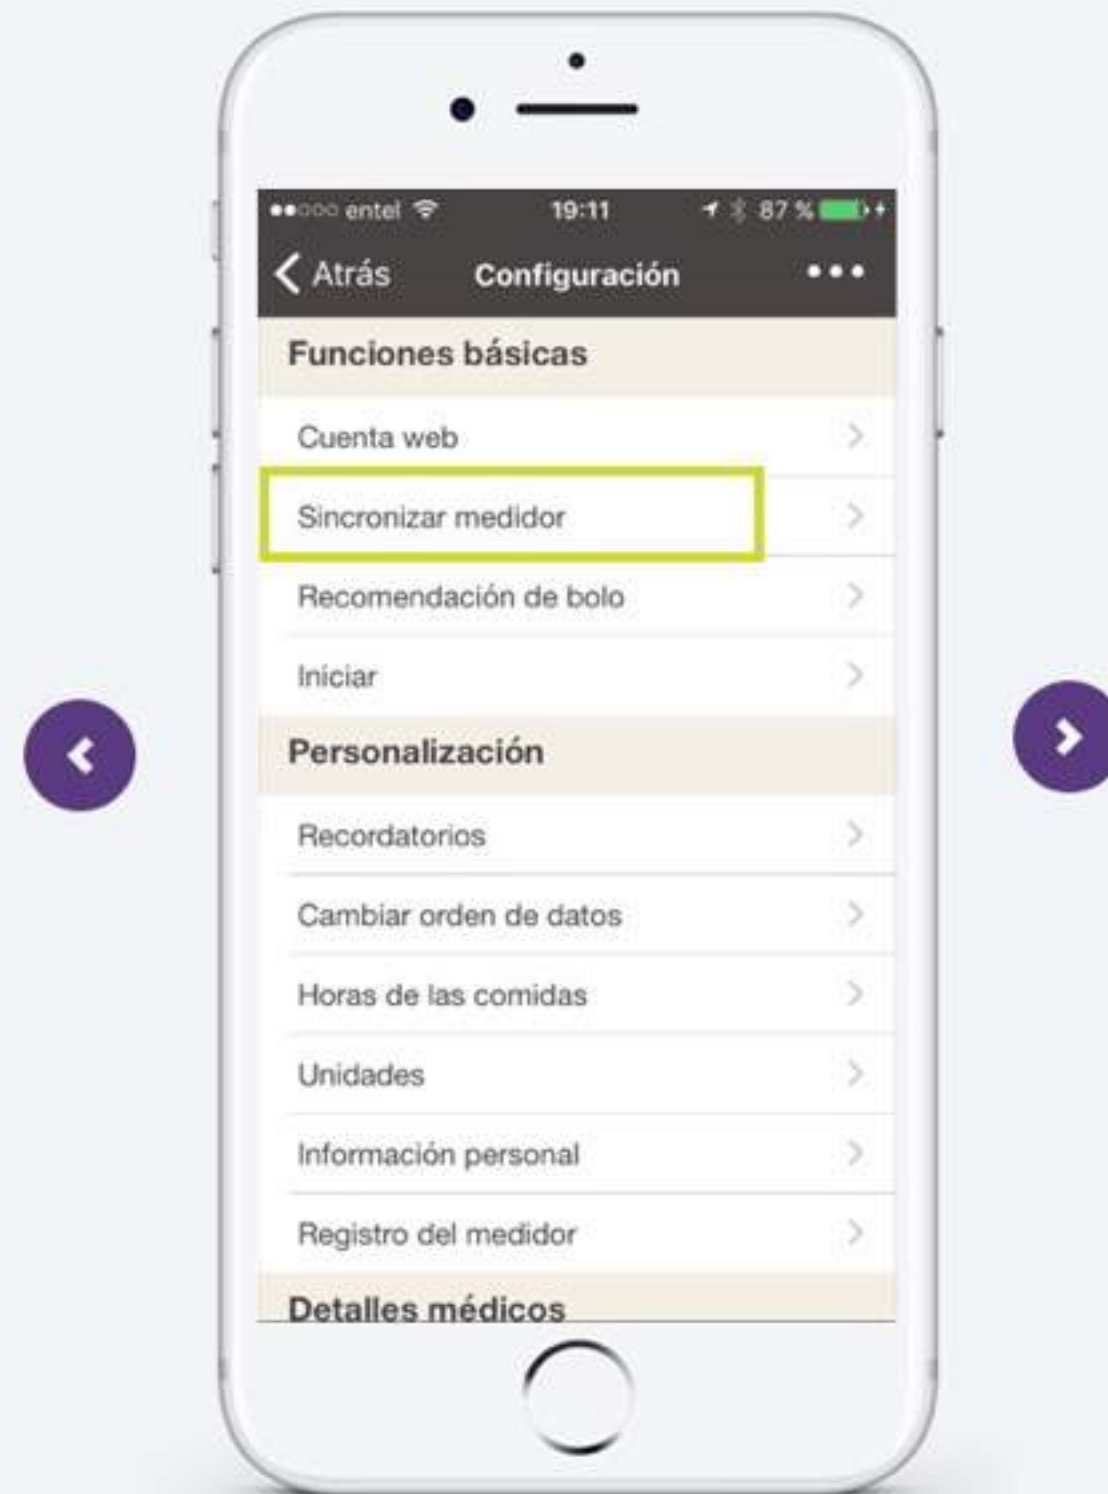 entel 19:11 87 %
Atrás Configuración •••
Funciones básicas
Cuenta web
Sincronizar medidor
Recomendación de bolo
Iniciar
Personalización
Recordatorios
Cambiar orden de datos
Horas de las comidas
Unidades
Información personal
Registro del medidor
Detalles médicos